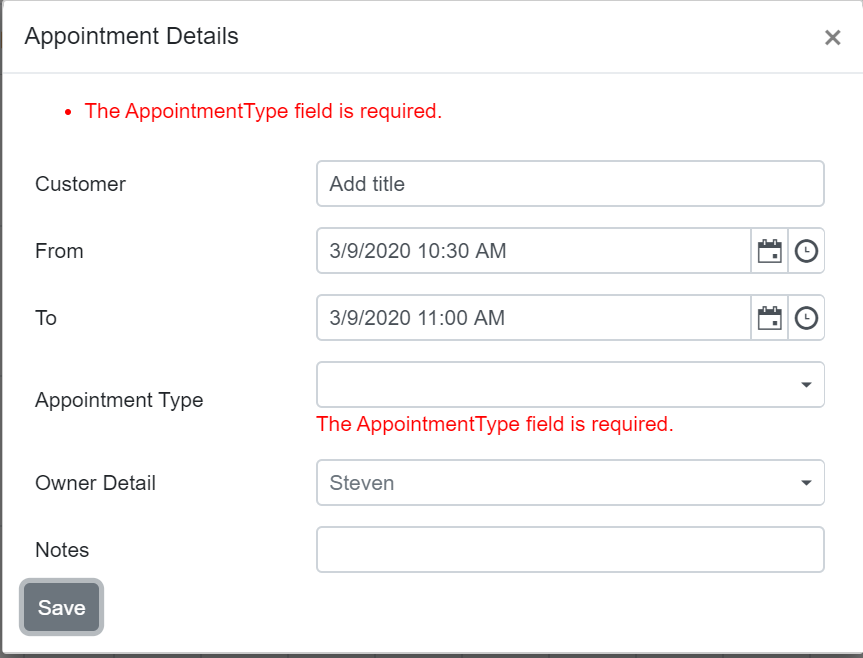 Appointment Details
• The AppointmentType field is required.
Customer Add title
From 3/9/2020 10:30 AM
To 3/9/2020 11:00 AM
Appointment Type
The AppointmentType field is required.
Owner Detail Steven
Notes
Save